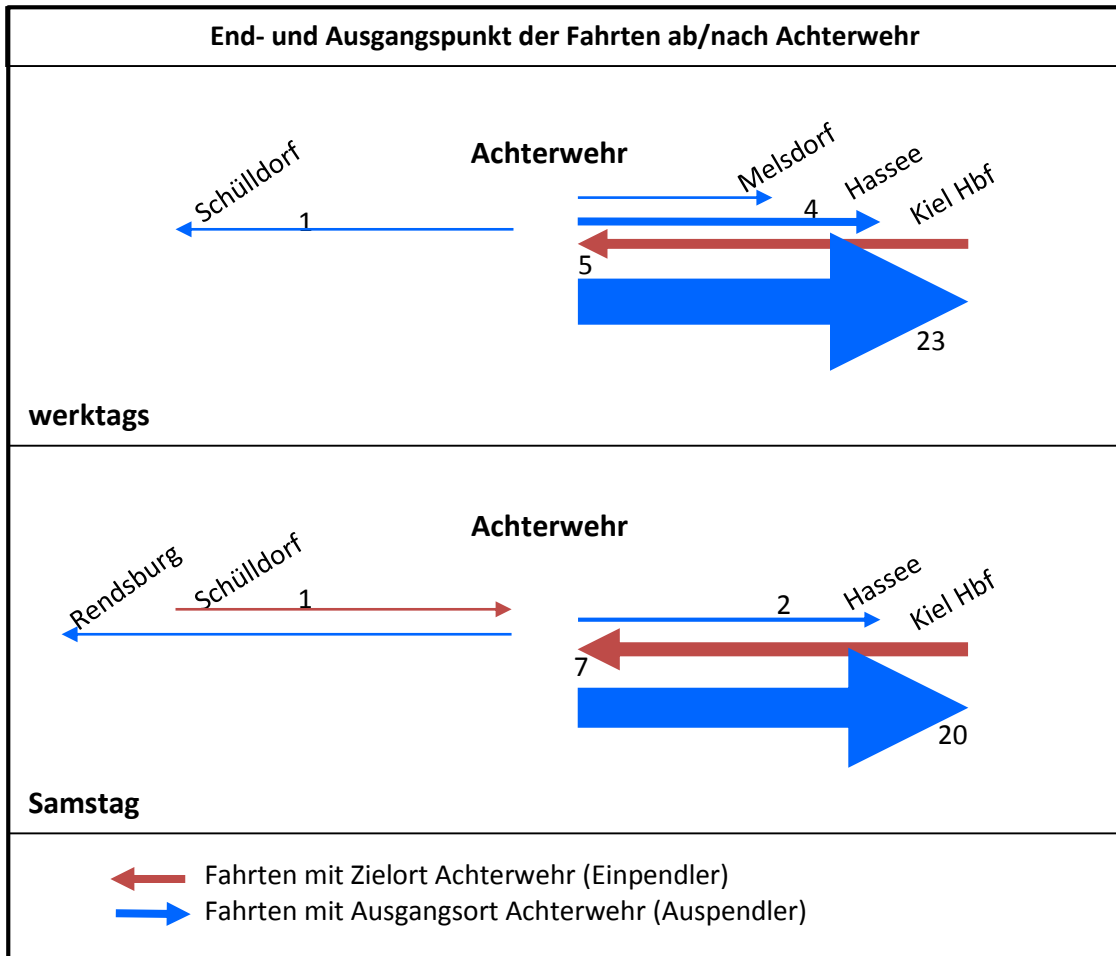 End- und Ausgangspunkt der Fahrten ab/nach Achterwehr
Achterwehr
Schülldorf
1
Melsdorf
Hassee
4
Kiel Hbf
5
23
werktags
Achterwehr
Rendsburg
Schülldorf
1
2
Hassee
Kiel Hbf
7
20
Samstag
Fahrten mit Zielort Achterwehr (Einpendler)
Fahrten mit Ausgangsort Achterwehr (Auspendler)